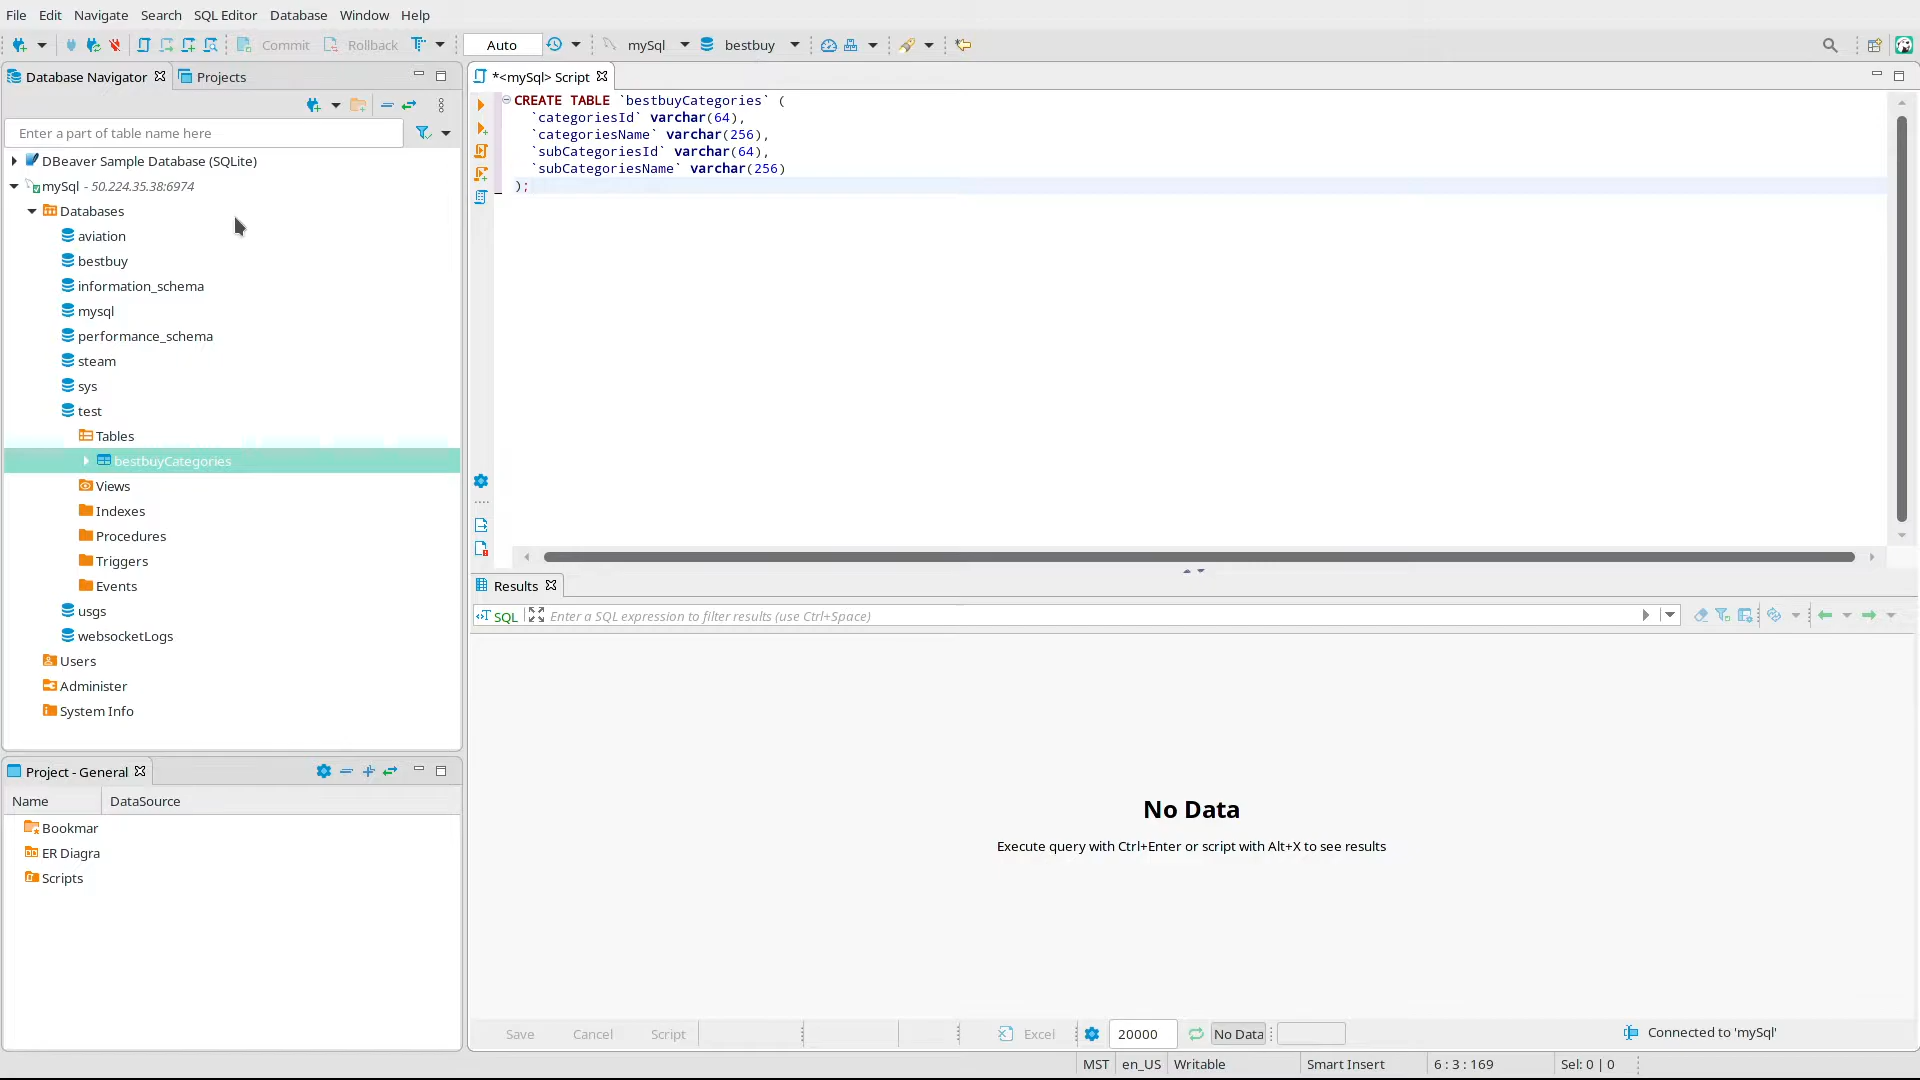 File Edit Navigate Search SQL Editor Database Window Help
Commit Rollback Auto mySql bestbuy
Database Navigator Projects
Enter a part of table name here
DBeaver Sample Database (SQLite)
mySql - 50.224.35.38:6974
Databases
aviation
bestbuy
information_schema
mysql
performance_schema
steam
sys
test
Tables
bestbuyCategories
Views
Indexes
Procedures
Triggers
Events
usgs
websocketLogs
Users
Administer
System Info
Project - General
Name DataSource
Bookmar
ER Diagra
Scripts
*<mySql> Script
CREATE TABLE `bestbuyCategories` (
`categoriesId` varchar(64),
`categoriesName` varchar(256),
`subCategoriesId` varchar(64),
`subCategoriesName` varchar(256)
);
Results
SQL Enter a SQL expression to filter results (use Ctrl+Space)
No Data
Execute query with Ctrl+Enter or script with Alt+X to see results
Save Cancel Script Excel 20000 No Data Connected to 'mySql'
MST en_US Writable Smart Insert 6 : 3 : 169 Sel: 0 | 0